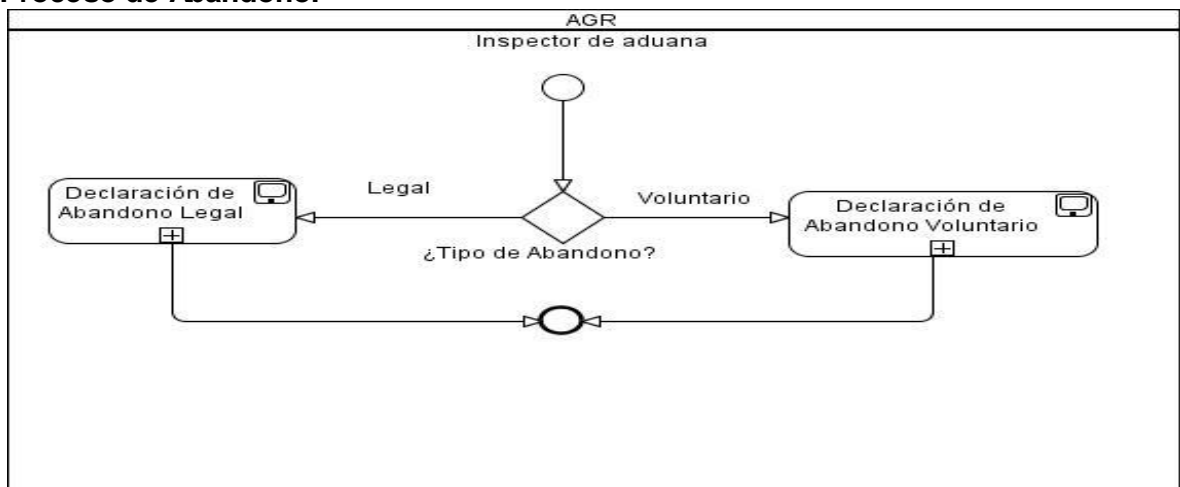 Proceso de Abandono.
AGR
Inspector de aduana
Legal
Voluntario
Declaración de
Abandono Legal
Declaración de
Abandono Voluntario
¿Tipo de Abandono?